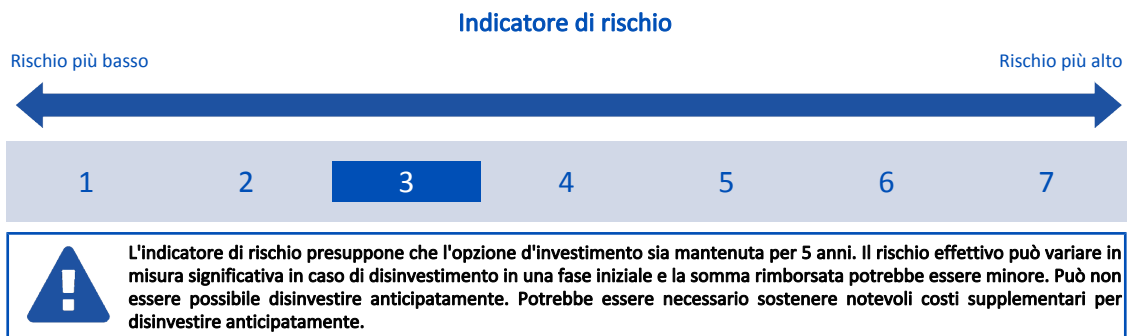 Indicatore di rischio
Rischio più basso Rischio più alto
1 2 3 4 5 6 7
L'indicatore di rischio presuppone che l'opzione d'investimento sia mantenuta per 5 anni. Il rischio effettivo può variare in
misura significativa in caso di disinvestimento in una fase iniziale e la somma rimborsata potrebbe essere minore. Può non
essere possibile disinvestire anticipatamente. Potrebbe essere necessario sostenere notevoli costi supplementari per
disinvestire anticipatamente.